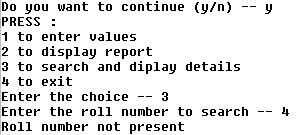 Do you want to continue (y/n) -- y
PRESS :
1 to enter values
2 to display report
3 to search and diplay details
4 to exit
Enter the choice -- 3
Enter the roll number to search -- 4
Roll number not present